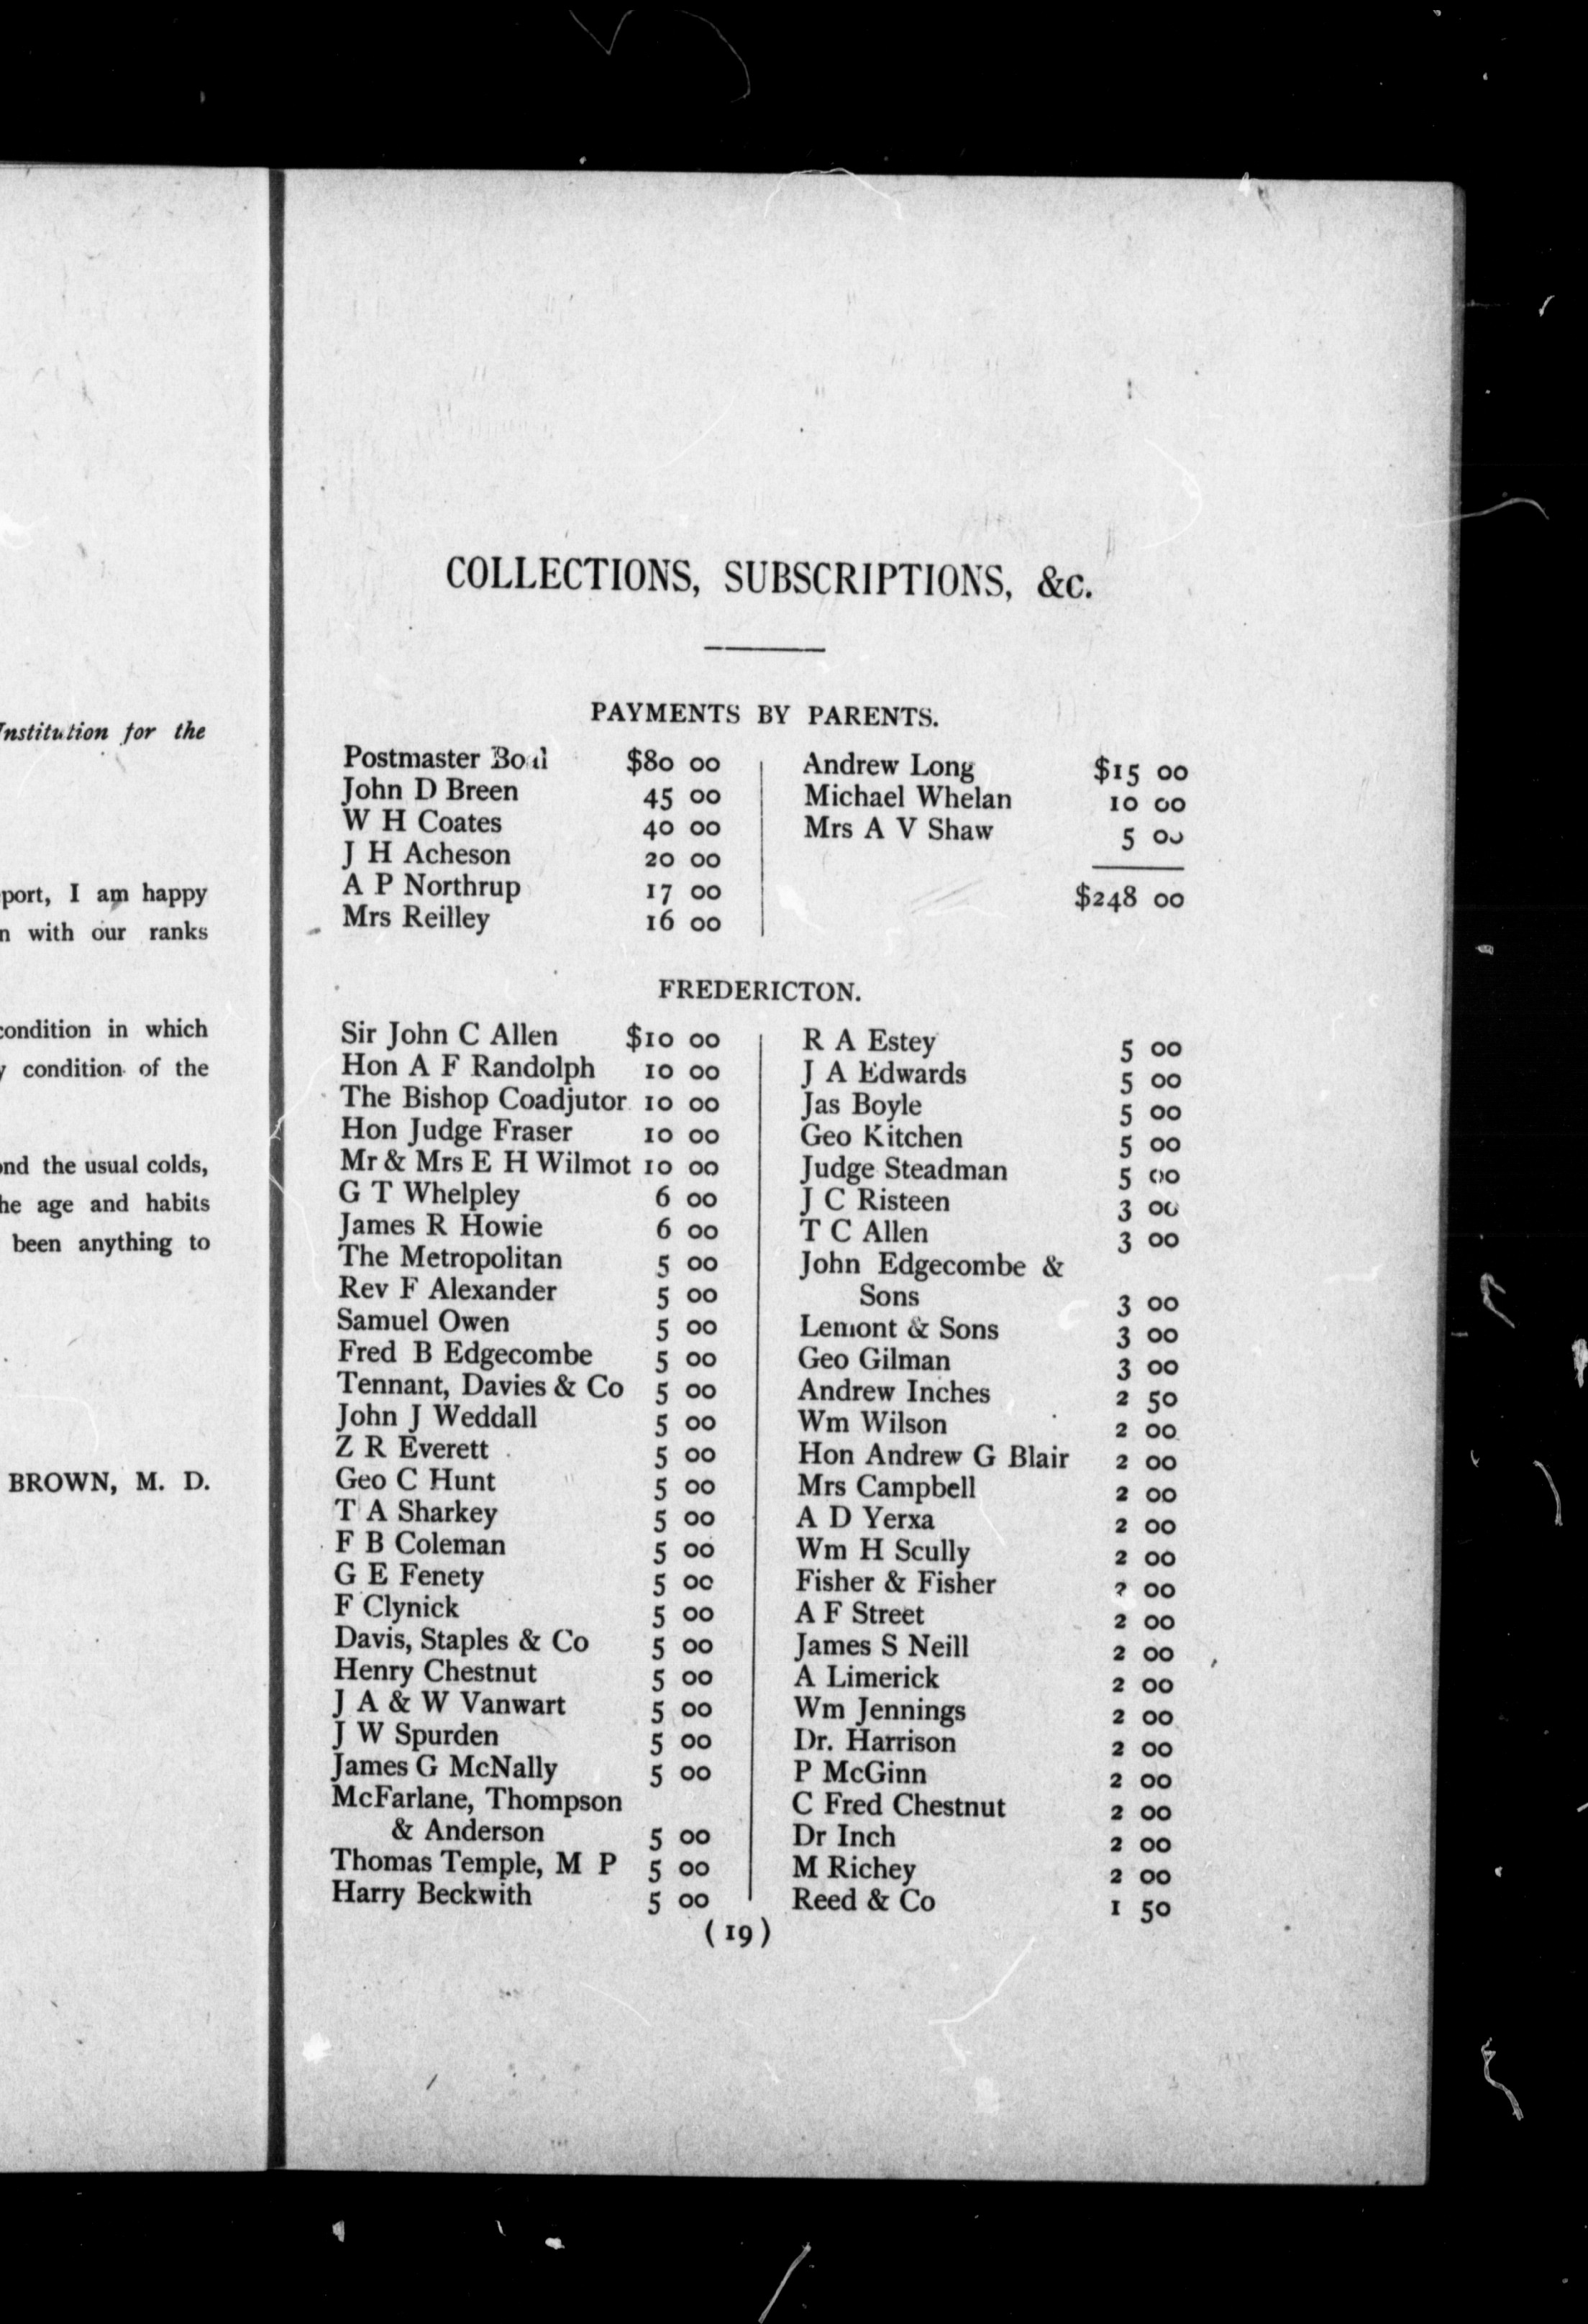 Institution for the
port, I am happy
with our ranks
condition in which
condition of the
the usual colds,
age and habits
been anything to
BROWN, M. D.
COLLECTIONS, SUBSCRIPTIONS, &c.
PAYMENTS BY PARENTS.
Postmaster $80 00
John D Breen 45 00
W H Coates 40 00
J H Acheson 20 00
A P Northrup 17 00
Mrs Reilley 16 00
Andrew Long $15 00
Michael Whelan 10 00
Mrs A V Shaw 5 00
$248 00
FREDERICTON.
Sir John C Allen $10 00
Hon A F Randolph 10 00
The Bishop Coadjutor 10 00
Hon Judge Fraser 10 00
Mr & Mrs E H Wilmot 10 00
G T Whelpley 6 00
James R Howie 6 00
The Metropolitan 5 00
Rev F Alexander 5 00
Samuel Owen 5 00
Fred B Edgecombe 5 00
Tennant, Davies & Co 5 00
John J Weddall 5 00
Z R Everett 5 00
Geo C Hunt 5 00
T A Sharkey 5 00
F B Coleman 5 00
G E Fenety 5 00
F Clynick 5 00
Davis, Staples & Co 5 00
Henry Chestnut 5 00
J A & W Vanwart 5 00
J W Spurden 5 00
James G McNally 5 00
McFarlane, Thompson
& Anderson 5 00
Thomas Temple, M P 5 00
Harry Beckwith 5 00
R A Estey 5 00
J A Edwards 5 00
Jas Boyle 5 00
Geo Kitchen 5 00
Judge Steadman 5 00
J C Risteen 3 00
T C Allen 3 00
John Edgecombe &
Sons 3 00
Lemont & Sons 3 00
Geo Gilman 3 00
Andrew Inches 2 50
Wm Wilson 2 00
Hon Andrew G Blair 2 00
Mrs Campbell 2 00
A D Yerxa 2 00
Wm H Scully 2 00
Fisher & Fisher 00
A F Street 2 00
James S Neill 2 00
A Limerick 2 00
Wm Jennings 2 00
Dr. Harrison 2 00
P McGinn 2 00
C Fred Chestnut 2 00
Dr Inch 2 00
M Richey 2 00
Reed & Co 1 50
(19)